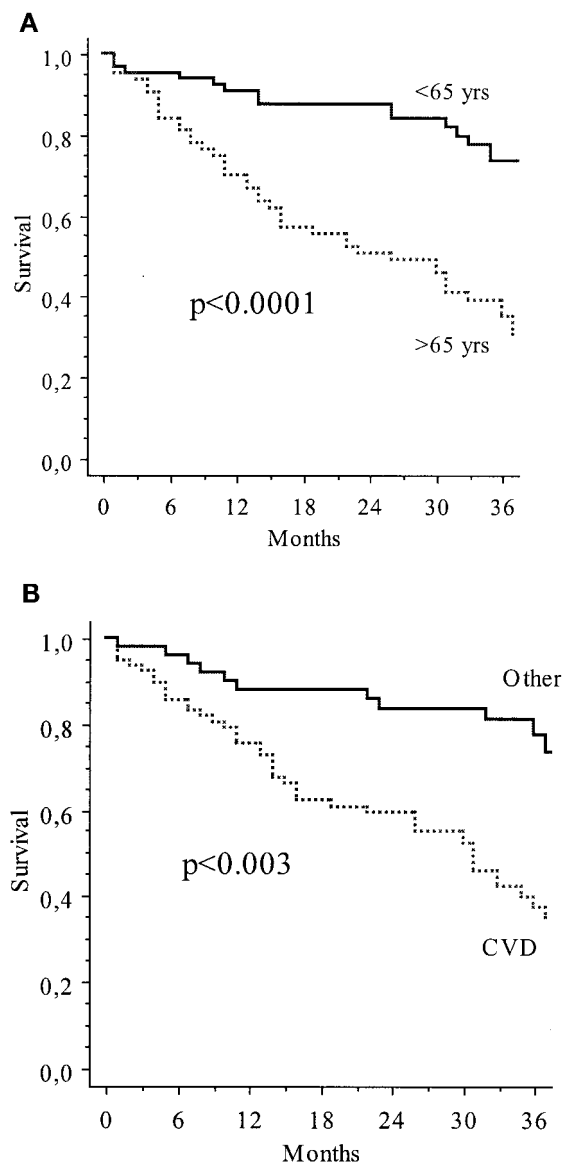 A
1,0
<65 yrs
0,8
0,6
Survival
0,4
p<0.0001
>65 yrs
0,2
0,0
0 6 12 18 24 30 36
Months
B
1,0
Other
0,8
0,6
Survival
p<0.003
0,4
CVD
0,2
0,0
0 6 12 18 24 30 36
Months